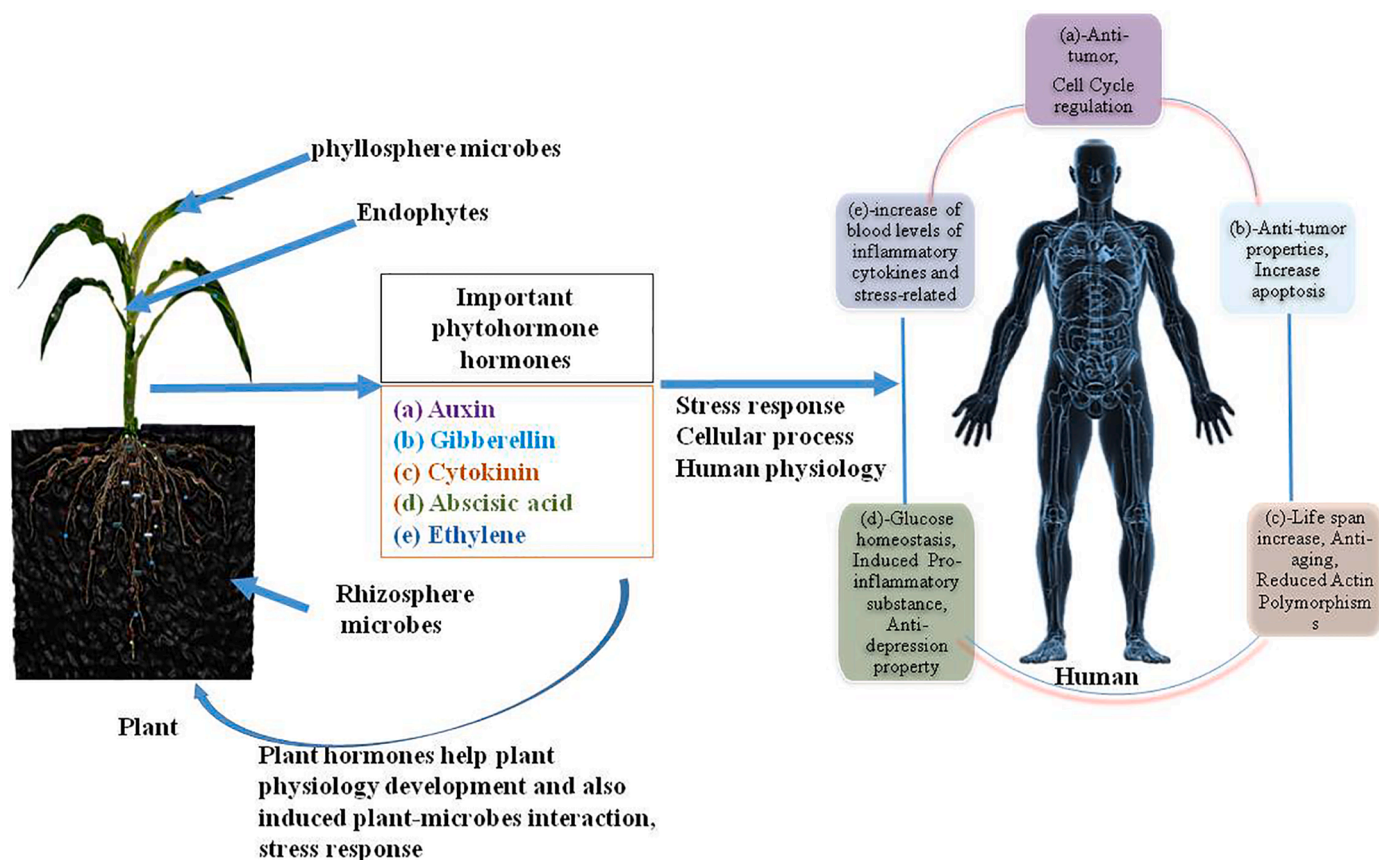 phyllosphere microbes
Endophytes
Important
phytohormone
hormones
(a) Auxin
(b) Gibberellin
(c) Cytokinin
(d) Abscisic acid
(e) Ethylene
Rhizosphere
microbes
Plant
Plant hormones help plant
physiology development and also
induced plant-microbes interaction,
stress response
Stress response
Cellular process
Human physiology
(a)-Anti-
tumor,
Cell Cycle
regulation
(e)-increase of
blood levels of
inflammatory
cytokines and
stress-related
(b)-Anti-tumor
properties,
Increase
apoptosis
(d)-Glucose
homeostasis,
Induced Pro-
inflammatory
substance,
Anti-
depression
property
(c)-Life span
increase, Anti-
aging,
Reduced Actin
Polymorphism
s
Human